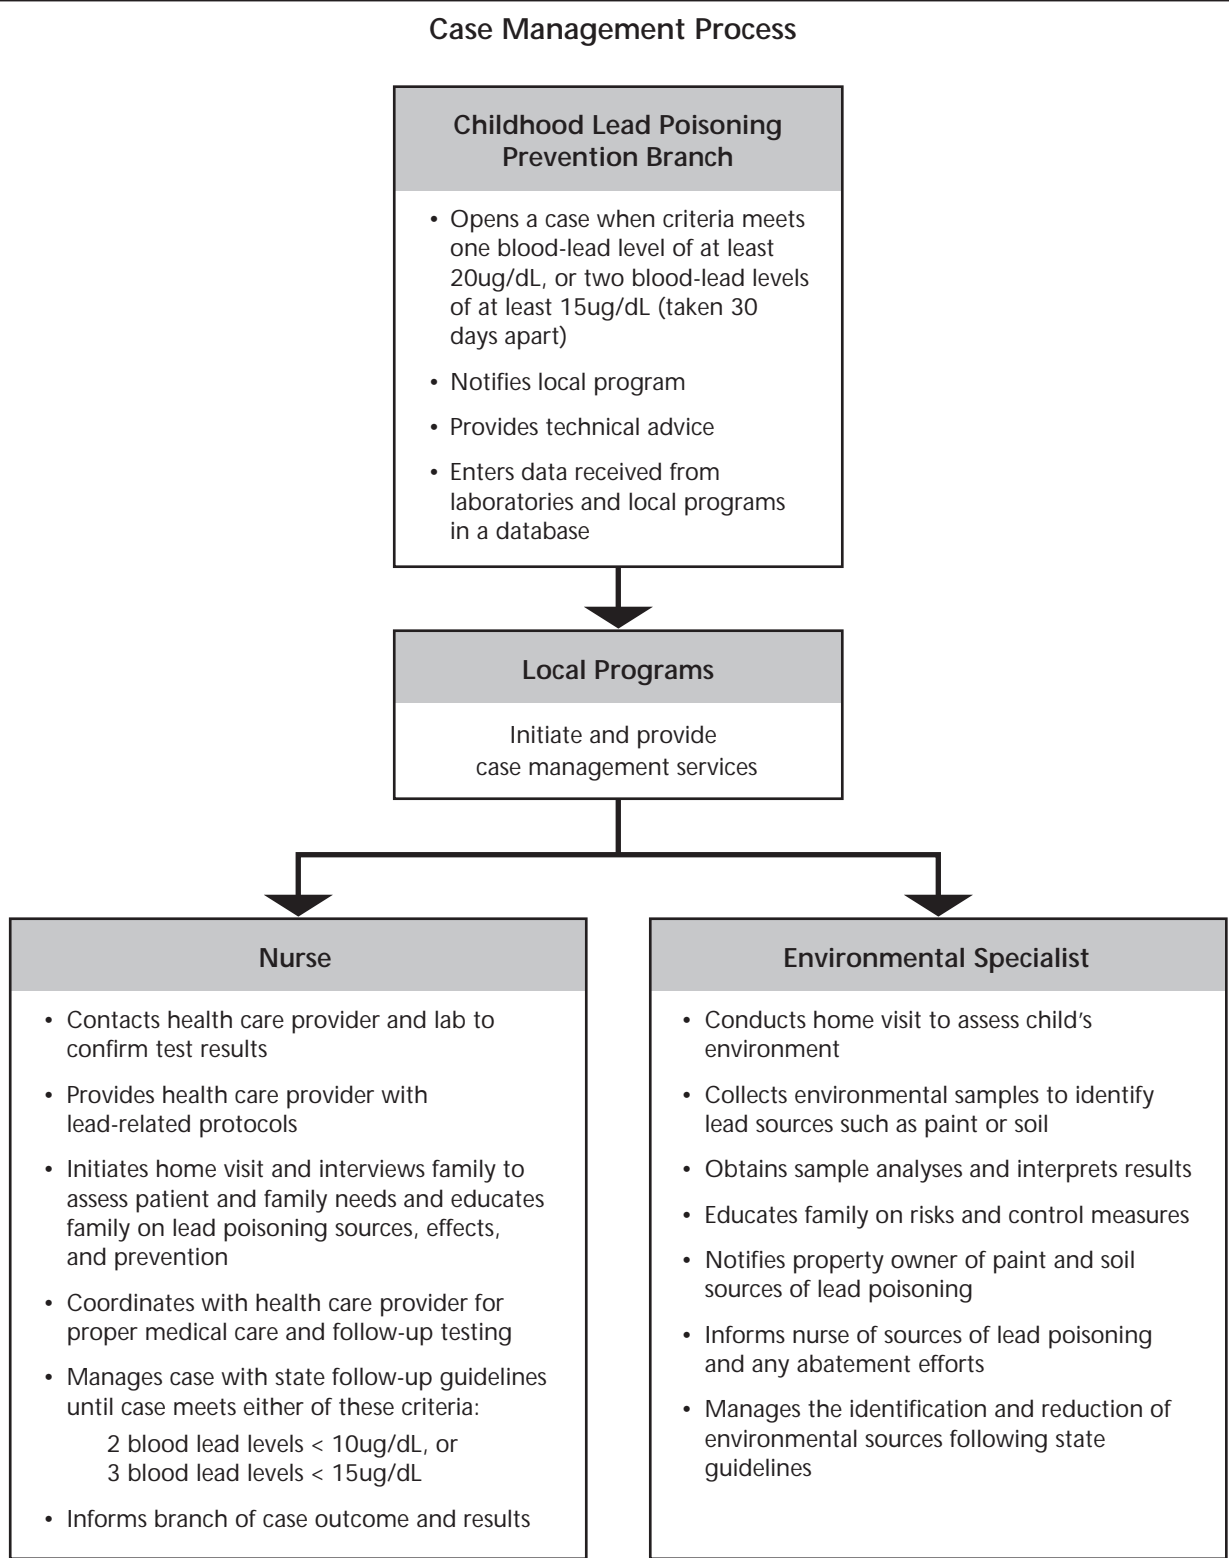 Case Management Process
Childhood Lead Poisoning
Prevention Branch
• Opens a case when criteria meets
one blood-lead level of at least
20ug/dL, or two blood-lead levels
of at least 15ug/dL (taken 30
days apart)
• Notifies local program
• Provides technical advice
• Enters data received from
laboratories and local programs
in a database
Local Programs
Initiate and provide
case management services
Nurse
• Contacts health care provider and lab to
confirm test results
• Provides health care provider with
lead-related protocols
• Initiates home visit and interviews family to
assess patient and family needs and educates
family on lead poisoning sources, effects,
and prevention
• Coordinates with health care provider for
proper medical care and follow-up testing
• Manages case with state follow-up guidelines
until case meets either of these criteria:
2 blood lead levels < 10ug/dL, or
3 blood lead levels < 15ug/dL
• Informs branch of case outcome and results
Environmental Specialist
• Conducts home visit to assess child's
environment
• Collects environmental samples to identify
lead sources such as paint or soil
• Obtains sample analyses and interprets results
• Educates family on risks and control measures
• Notifies property owner of paint and soil
sources of lead poisoning
• Informs nurse of sources of lead poisoning
and any abatement efforts
• Manages the identification and reduction of
environmental sources following state
guidelines